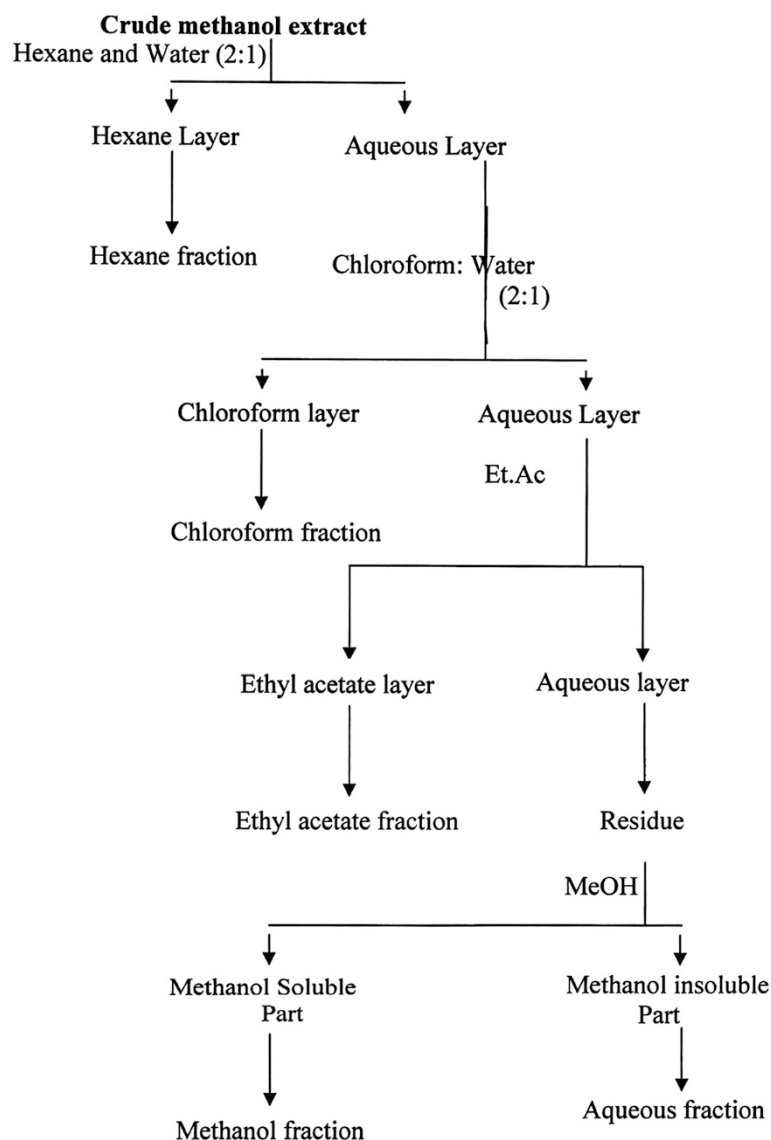 Crude methanol extract
Hexane and Water (2:1)
Hexane Layer
Aqueous Layer
Hexane fraction
Chloroform: Water
(2:1)
Chloroform layer
Aqueous Layer
Et.Ac
Chloroform fraction
Ethyl acetate layer
Aqueous layer
Ethyl acetate fraction
Residue
MeOH
Methanol Soluble
Part
Methanol insoluble
Part
Methanol fraction
Aqueous fraction